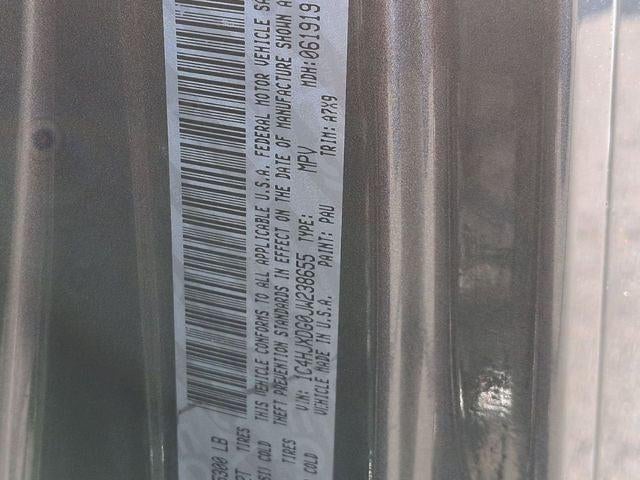 THIS VEHICLE CONFORMS TO ALL APPLICABLE U.S.A. FEDERAL MOTOR VEHICLE SA
THEFT PREVENTION STANDARDS IN EFFECT ON THE DATE OF MANUFACTURE SHOWN A
VIN: 1C4HJXDG0JW238655 TYPE: MPV MDH:061919
VEHICLE MADE IN U.S.A. PAINT: PAU TRIM: A7X9
300 LB
TIRES
COLD
TIRES
COLD